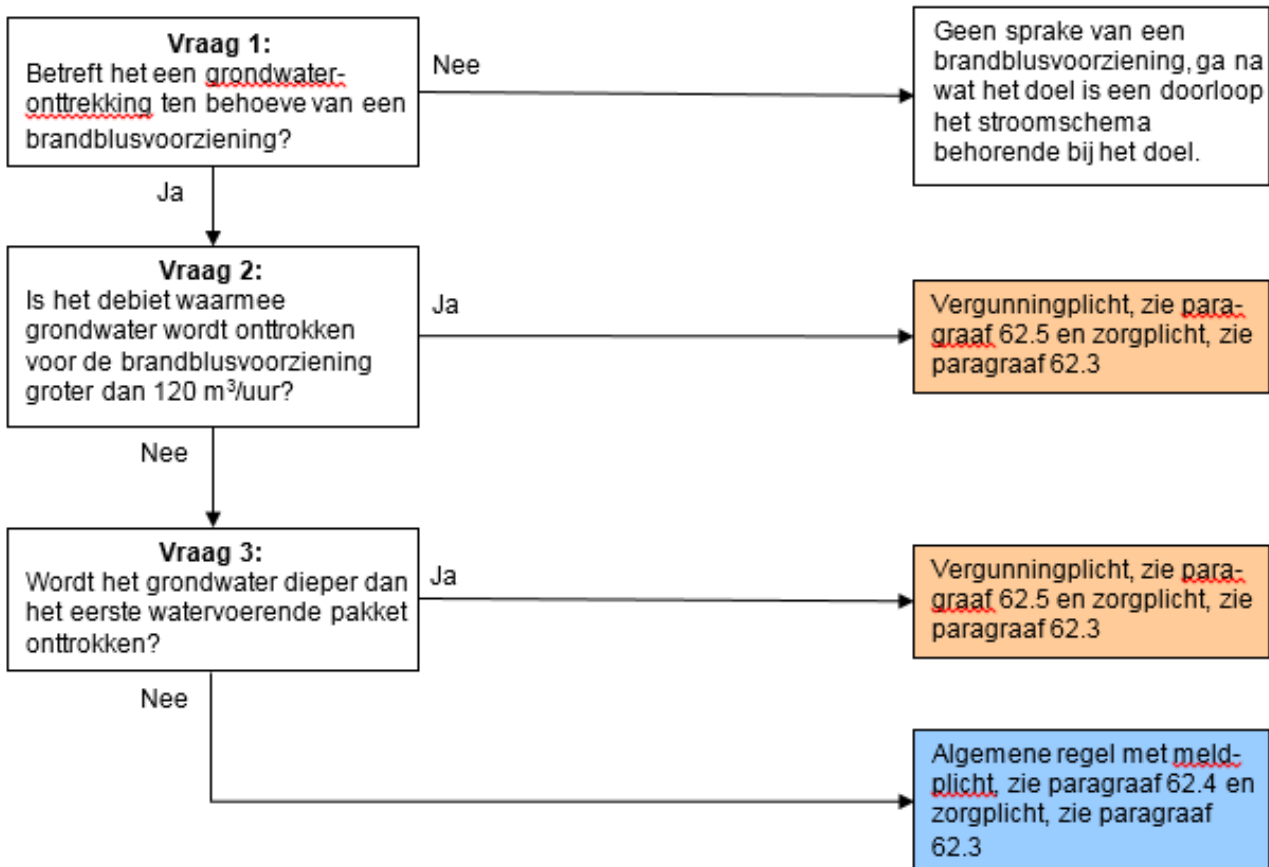 Vraag 1:
Betreft het een grondwater-
onttrekking ten behoeve van een
brandblusvoorziening?
Nee
Geen sprake van een
brandblusvoorziening, ga na
wat het doel is een doorloop
het stroomschema
behorende bij het doel.
Ja
Vraag 2:
Is het debiet waarmee
grondwater wordt onttrokken
voor de brandblusvoorziening
groter dan 120 m³/uur?
Ja
Vergunningplicht, zie para-
graaf 62.5 en zorgplicht, zie
paragraaf 62.3
Nee
Vraag 3:
Wordt het grondwater dieper dan
het eerste watervoerende pakket
onttrokken?
Ja
Vergunningplicht, zie para-
graaf 62.5 en zorgplicht, zie
paragraaf 62.3
Nee
Algemene regel met meld-
plicht, zie paragraaf 62.4 en
zorgplicht, zie paragraaf
62.3